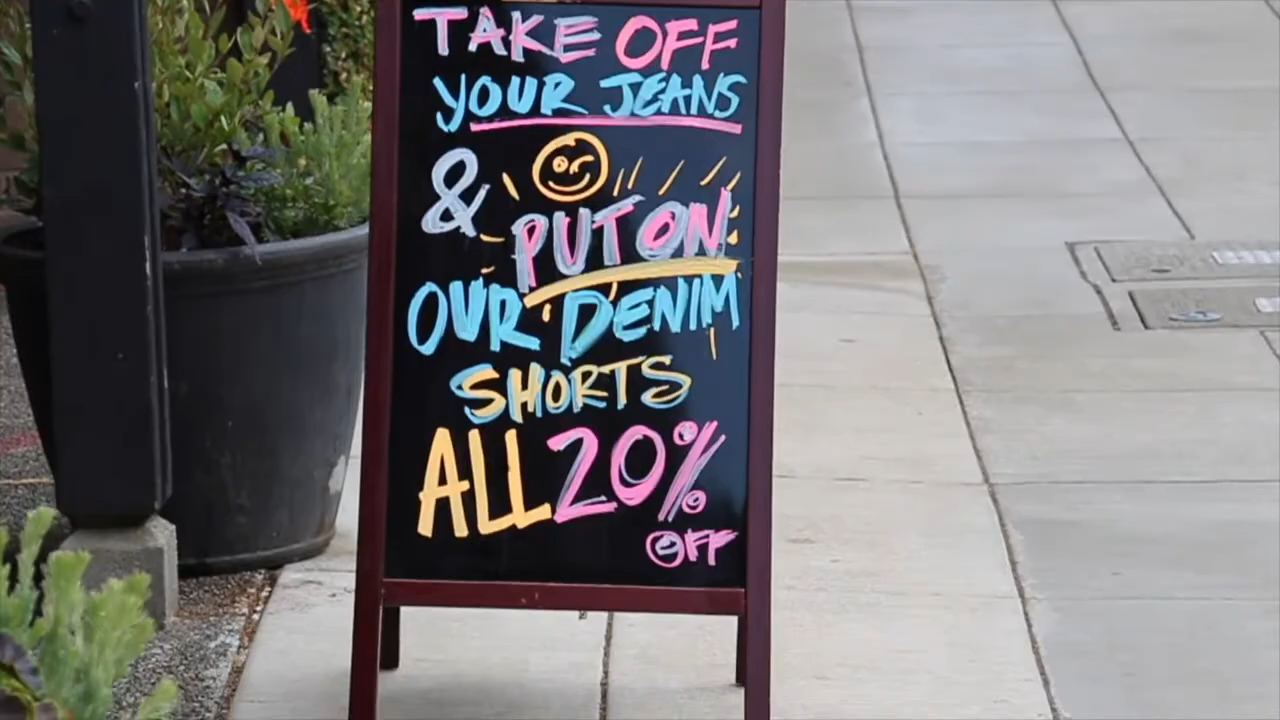 TAKE OFF
YOUR JEANS
&
PUT ON
OUR DENIM
SHORTS
ALL 20%
OFF